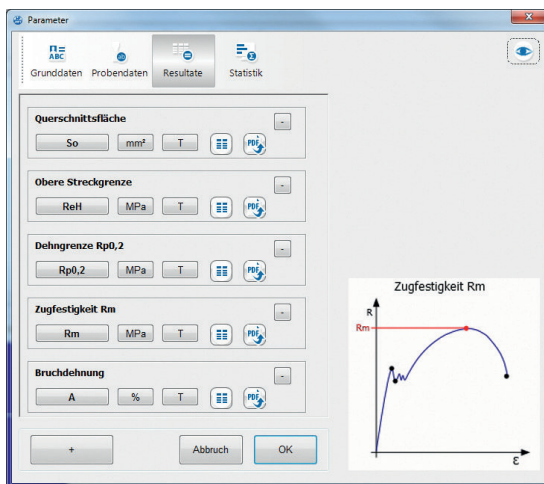 Parameter
x
ABC
Grunddaten Probendaten Resultate Statistik
Querschnittsfläche
-
So mm² T PDF
Obere Streckgrenze
-
ReH MPa T PDF
Dehngrenze Rp0,2
-
Rp0,2 MPa T PDF
Zugfestigkeit Rm
-
Rm MPa T PDF
Bruchdehnung
-
A % T PDF
+ Abbruch OK
Zugfestigkeit Rm
R
Rm
ε